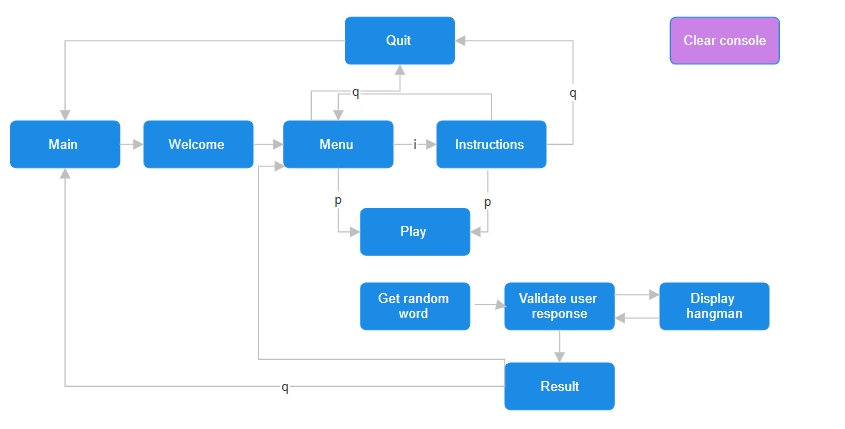 Quit
Clear console
q
q
Main
Welcome
Menu
i
Instructions
p
p
Play
Get random
word
Validate user
response
Display
hangman
Result
q